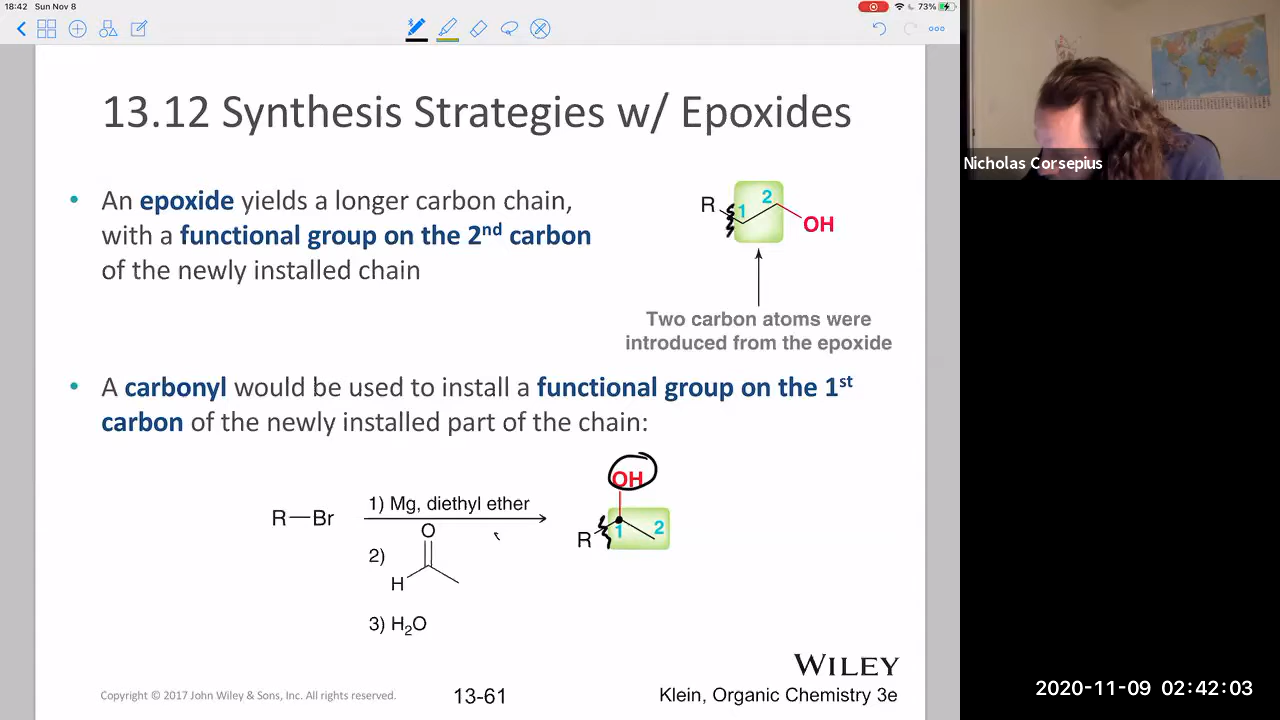 18:42 Sun Nov 8
73%
13.12 Synthesis Strategies w/ Epoxides
Nicholas Corsepius
• An epoxide yields a longer carbon chain,
with a functional group on the 2nd carbon
of the newly installed chain
R 1 2 OH
Two carbon atoms were
introduced from the epoxide
• A carbonyl would be used to install a functional group on the 1st
carbon of the newly installed part of the chain:
R—Br
1) Mg, diethyl ether
2)
O
H
3) H2O
OH
R 1 2
WILEY
Copyright © 2017 John Wiley & Sons, Inc. All rights reserved.
13-61
Klein, Organic Chemistry 3e
2020-11-09 02:42:03